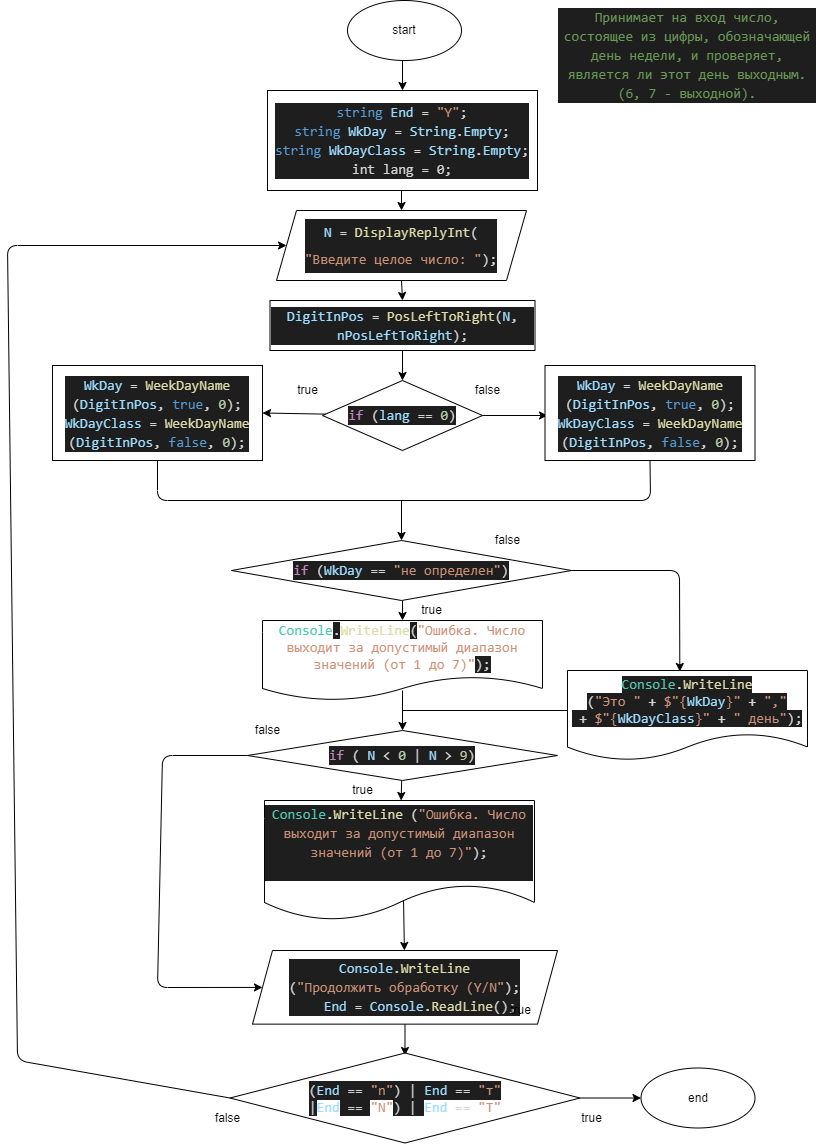 start
Принимает на вход число,
состоящее из цифры, обозначающей
день недели, и проверяет,
является ли этот день выходным.
(6, 7 - выходной).
string End = "Y";
string WkDay = String.Empty;
string WkDayClass = String.Empty;
int lang = 0;
N = DisplayReplyInt(
"Введите целое число: ");
DigitInPos = PosLeftToRight(N,
nPosLeftToRight);
true
if (lang == 0)
false
WkDay = WeekDayName
(DigitInPos, true, 0);
WkDayClass = WeekDayName
(DigitInPos, false, 0);
WkDay = WeekDayName
(DigitInPos, true, 0);
WkDayClass = WeekDayName
(DigitInPos, false, 0);
false
if (WkDay == "не определен")
true
Console.WriteLine("Ошибка. Число
выходит за допустимый диапазон
значений (от 1 до 7)");
Console.WriteLine
("Это " + $"{WkDay}" + ","
+ $"{WkDayClass}" + " день");
false
if ( N < 0 | N > 9)
true
Console.WriteLine ("Ошибка. Число
выходит за допустимый диапазон
значений (от 1 до 7)");
Console.WriteLine
("Продолжить обработку (Y/N");
End = Console.ReadLine();
(End == "n") | End == "т"
|End == "N") | End == "Т"
false
true
end